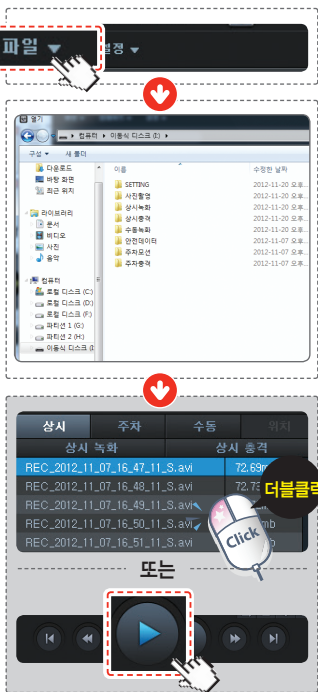 파일 ▼ 설정 ▼
열기
컴퓨터 ▸ 이동식 디스크 (I:) ▸
구성 ▼ 새 폴더
다운로드
바탕 화면
최근 위치
라이브러리
문서
비디오
사진
음악
컴퓨터
로컬 디스크 (C:)
로컬 디스크 (D:)
로컬 디스크 (F:)
파티션 1 (G:)
파티션 2 (H:)
이동식 디스크 (I:
이름 수정한 날짜
SETTING 2012-11-20 오후...
사진촬영 2012-11-20 오후...
상시녹화 2012-11-20 오후...
상시충격 2012-11-20 오후...
수동녹화 2012-11-20 오후...
안전데이터 2012-11-07 오후...
주차모션 2012-11-07 오후...
주차충격 2012-11-07 오후...
상시 주차 수동 위치
상시 녹화 상시 충격
REC_2012_11_07_16_47_11_S.avi 72.69m
REC_2012_11_07_16_48_11_S.avi 72.73
REC_2012_11_07_16_49_11_S.avi
REC_2012_11_07_16_50_11_S.avi mb
REC_2012_11_07_16_51_11_S.avi b
더블클릭
Click
또는